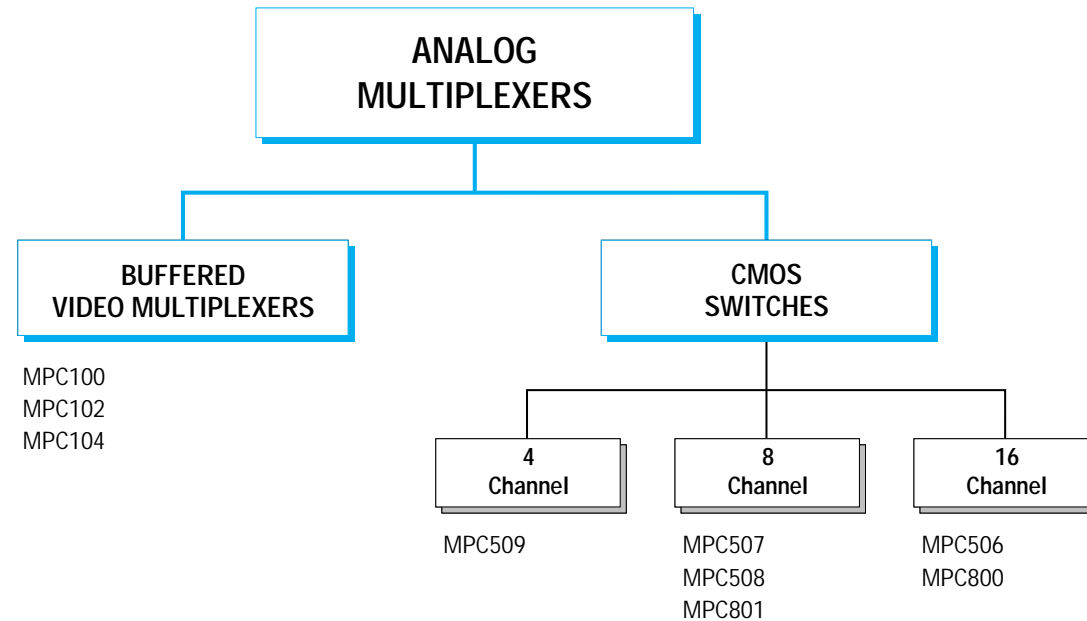 ANALOG
MULTIPLEXERS
BUFFERED
VIDEO MULTIPLEXERS
MPC100
MPC102
MPC104
CMOS
SWITCHES
4
Channel
MPC509
8
Channel
MPC507
MPC508
MPC801
16
Channel
MPC506
MPC800